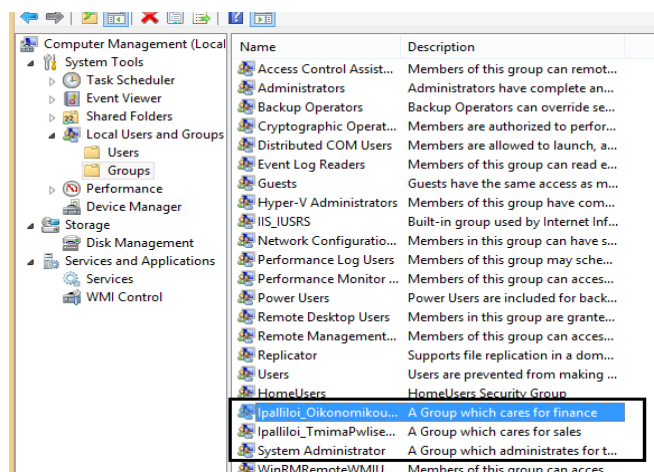 Computer Management (Local
System Tools
Task Scheduler
Event Viewer
Shared Folders
Local Users and Groups
Users
Groups
Performance
Device Manager
Storage
Disk Management
Services and Applications
Services
WMI Control
Name Description
Access Control Assist... Members of this group can remot...
Administrators Administrators have complete an...
Backup Operators Backup Operators can override se...
Cryptographic Operat... Members are authorized to perfor...
Distributed COM Users Members are allowed to launch, a...
Event Log Readers Members of this group can read e...
Guests Guests have the same access as m...
Hyper-V Administrators Members of this group have com...
IIS_IUSRS Built-in group used by Internet Inf...
Network Configuratio... Members in this group can have s...
Performance Log Users Members of this group may sche...
Performance Monitor ... Members of this group can acces...
Power Users Power Users are included for back...
Remote Desktop Users Members in this group are grante...
Remote Management... Members of this group can acces...
Replicator Supports file replication in a dom...
Users Users are prevented from making ...
HomeUsers HomeUsers Security Group
Ipalliloi_Oikonomikou... A Group which cares for finance
Ipalliloi_TmimaPwlise... A Group which cares for sales
System Administrator A Group which administrates for t...
WinRMRemoteWMIU Members of this group can acces